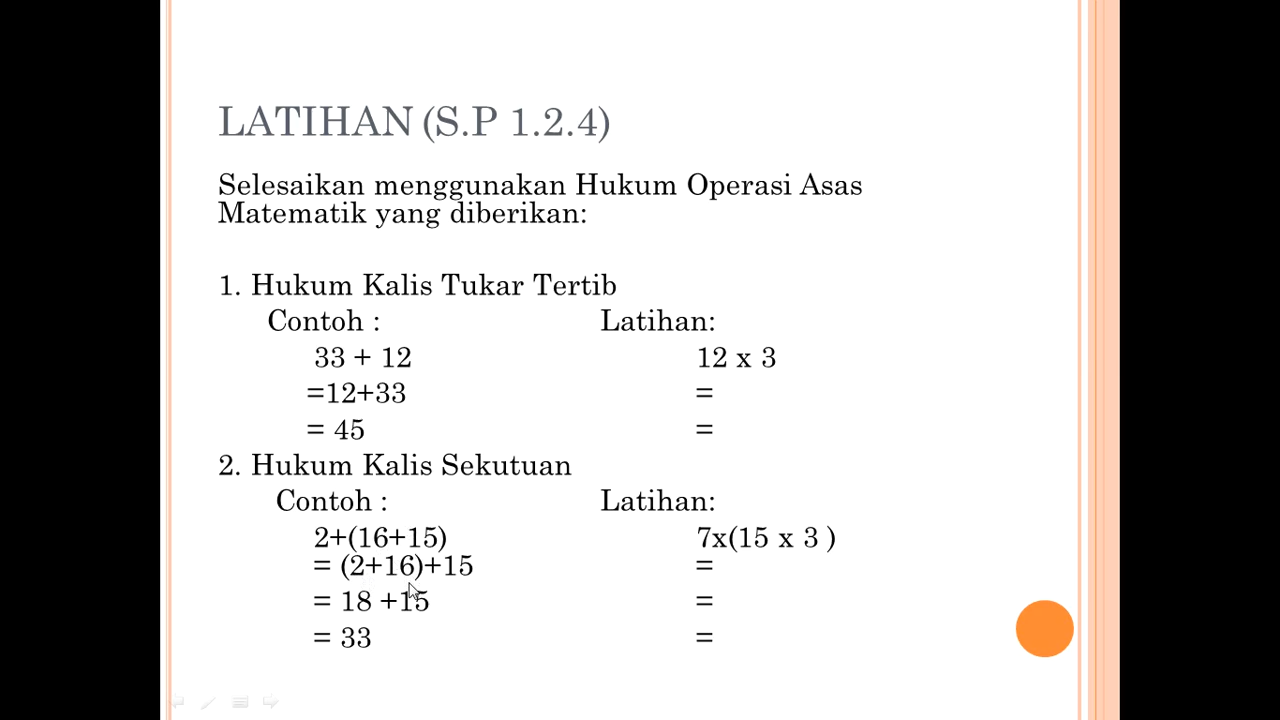 LATIHAN (S.P 1.2.4)
Selesaikan menggunakan Hukum Operasi Asas
Matematik yang diberikan:
1. Hukum Kalis Tukar Tertib
Contoh : Latihan:
33 + 12 12 x 3
=12+33 =
= 45 =
2. Hukum Kalis Sekutuan
Contoh : Latihan:
2+(16+15) 7x(15 x 3 )
= (2+16)+15 =
= 18 +15 =
= 33 =